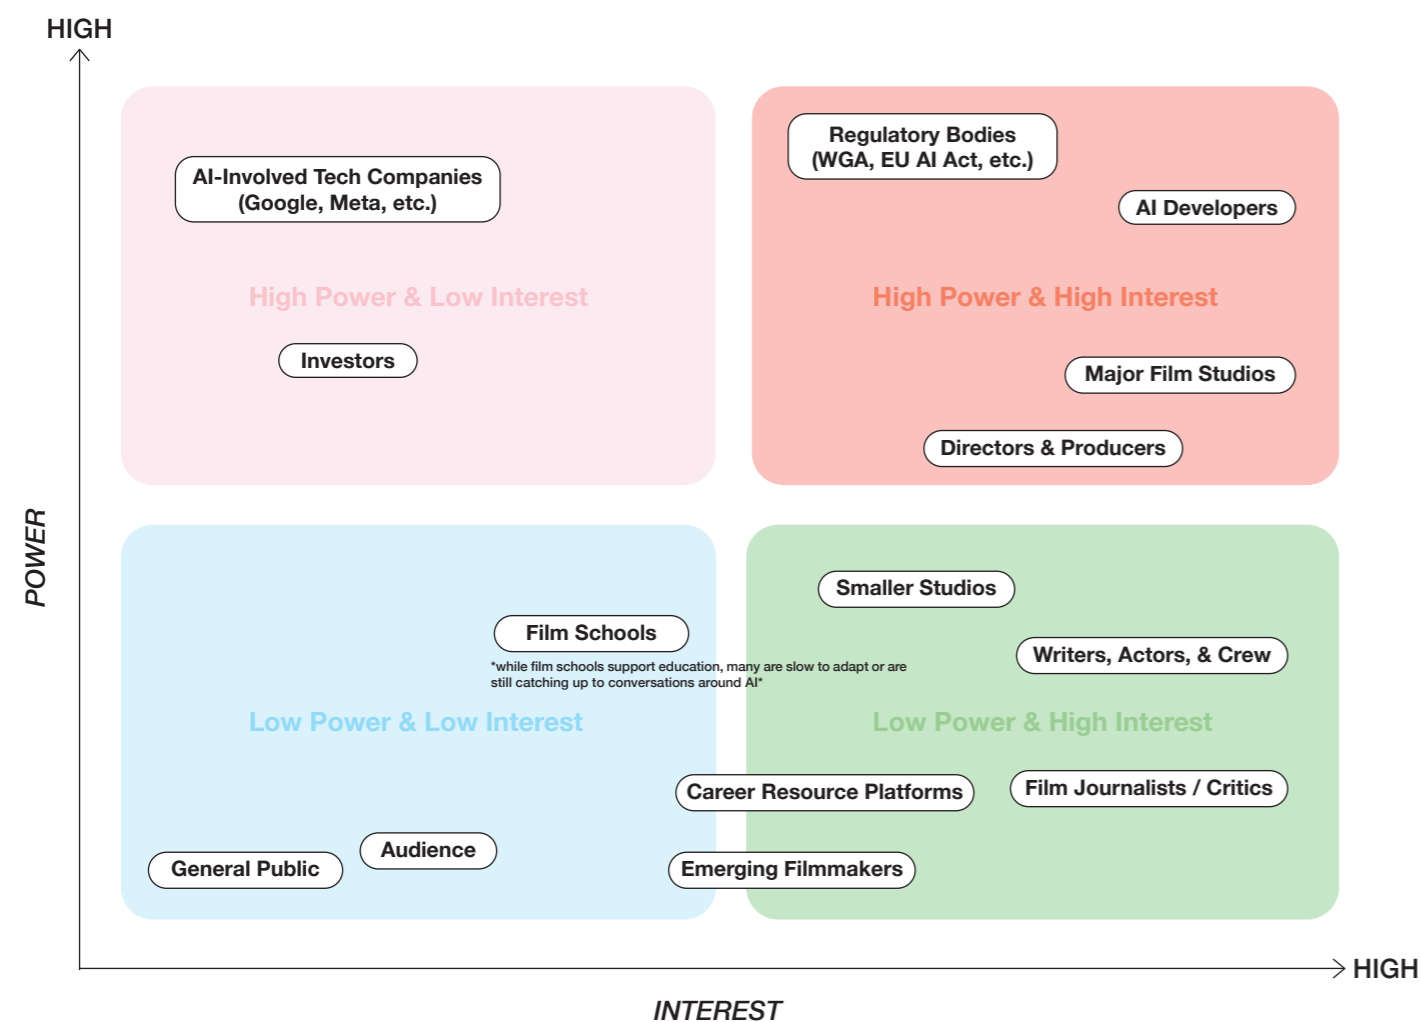 HIGH
AI-Involved Tech Companies
(Google, Meta, etc.)
High Power & Low Interest
Investors
Regulatory Bodies
(WGA, EU AI Act, etc.)
AI Developers
High Power & High Interest
Major Film Studios
Directors & Producers
POWER
Film Schools
*while film schools support education, many are slow to adapt or are
still catching up to conversations around AI*
Low Power & Low Interest
General Public
Audience
Smaller Studios
Writers, Actors, & Crew
Low Power & High Interest
Career Resource Platforms
Film Journalists / Critics
Emerging Filmmakers
HIGH
INTEREST